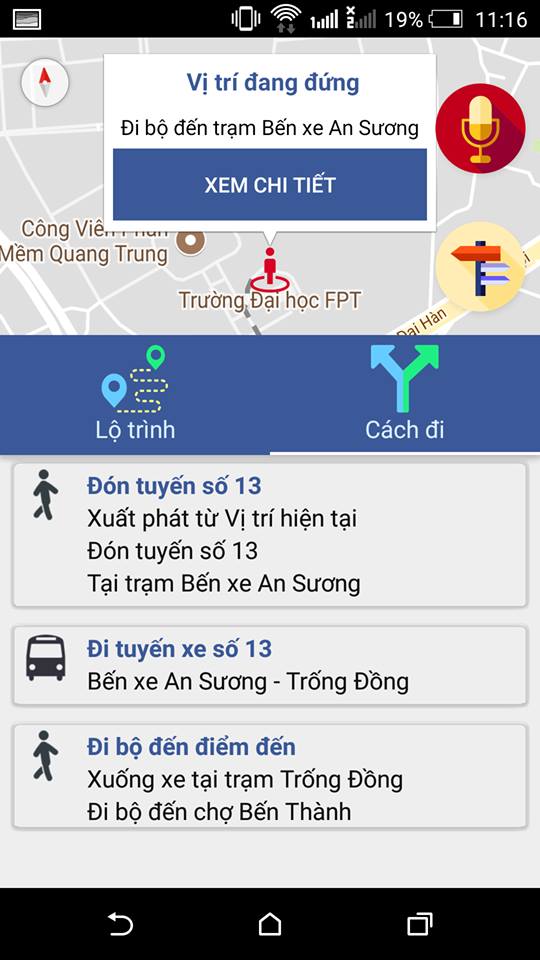 19% 11:16
Vị trí đang đứng
Đi bộ đến trạm Bến xe An Sương
XEM CHI TIẾT
Công Viên Phần
Mềm Quang Trung
Trường Đại học FPT
Đại Hàn
Lộ trình
Cách đi
Đón tuyến số 13
Xuất phát từ Vị trí hiện tại
Đón tuyến số 13
Tại trạm Bến xe An Sương
Đi tuyến xe số 13
Bến xe An Sương - Trống Đồng
Đi bộ đến điểm đến
Xuống xe tại trạm Trống Đồng
Đi bộ đến chợ Bến Thành